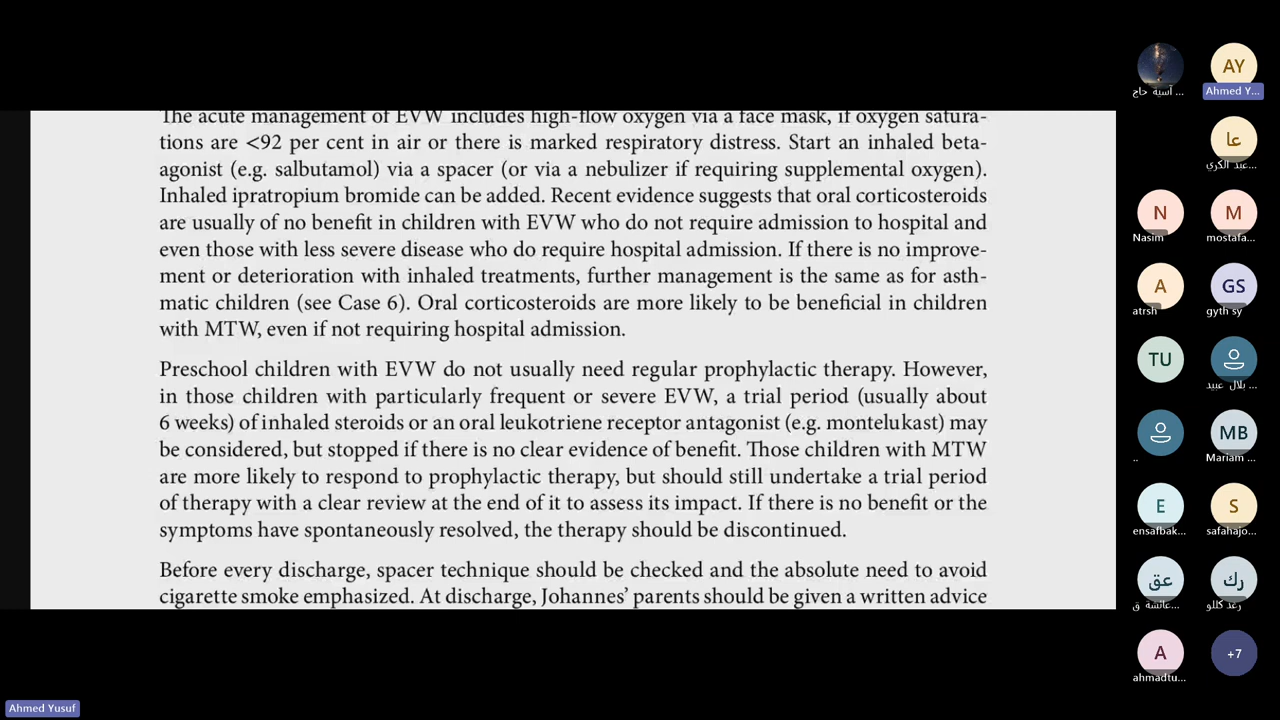 The acute management of EVW includes high-flow oxygen via a face mask, if oxygen satura-
tions are <92 per cent in air or there is marked respiratory distress. Start an inhaled beta-
agonist (e.g. salbutamol) via a spacer (or via a nebulizer if requiring supplemental oxygen).
Inhaled ipratropium bromide can be added. Recent evidence suggests that oral corticosteroids
are usually of no benefit in children with EVW who do not require admission to hospital and
even those with less severe disease who do require hospital admission. If there is no improve-
ment or deterioration with inhaled treatments, further management is the same as for asth-
matic children (see Case 6). Oral corticosteroids are more likely to be beneficial in children
with MTW, even if not requiring hospital admission.
Preschool children with EVW do not usually need regular prophylactic therapy. However,
in those children with particularly frequent or severe EVW, a trial period (usually about
6 weeks) of inhaled steroids or an oral leukotriene receptor antagonist (e.g. montelukast) may
be considered, but stopped if there is no clear evidence of benefit. Those children with MTW
are more likely to respond to prophylactic therapy, but should still undertake a trial period
of therapy with a clear review at the end of it to assess its impact. If there is no benefit or the
symptoms have spontaneously resolved, the therapy should be discontinued.
Before every discharge, spacer technique should be checked and the absolute need to avoid
cigarette smoke emphasized. At discharge, Johannes' parents should be given a written advice
آسية حاج ...
AY
Ahmed Y...
عا
عبد الكري...
N
Nasim
M
mostafa...
A
atrsh
GS
gyth sy
TU
بلال عبيد ...
..
MB
Mariam ...
E
ensafbak...
S
safahajo...
عق
عائشة ق...
رك
رغد كللو
A
ahmadtu...
+7
Ahmed Yusuf